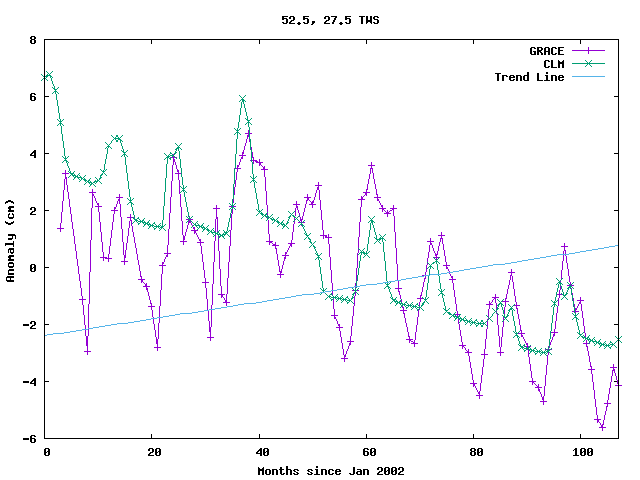 52.5, 27.5 TWS
GRACE
CLM
Trend Line
Anomaly (cm)
8
6
4
2
0
-2
-4
-6
0 20 40 60 80 100
Months since Jan 2002